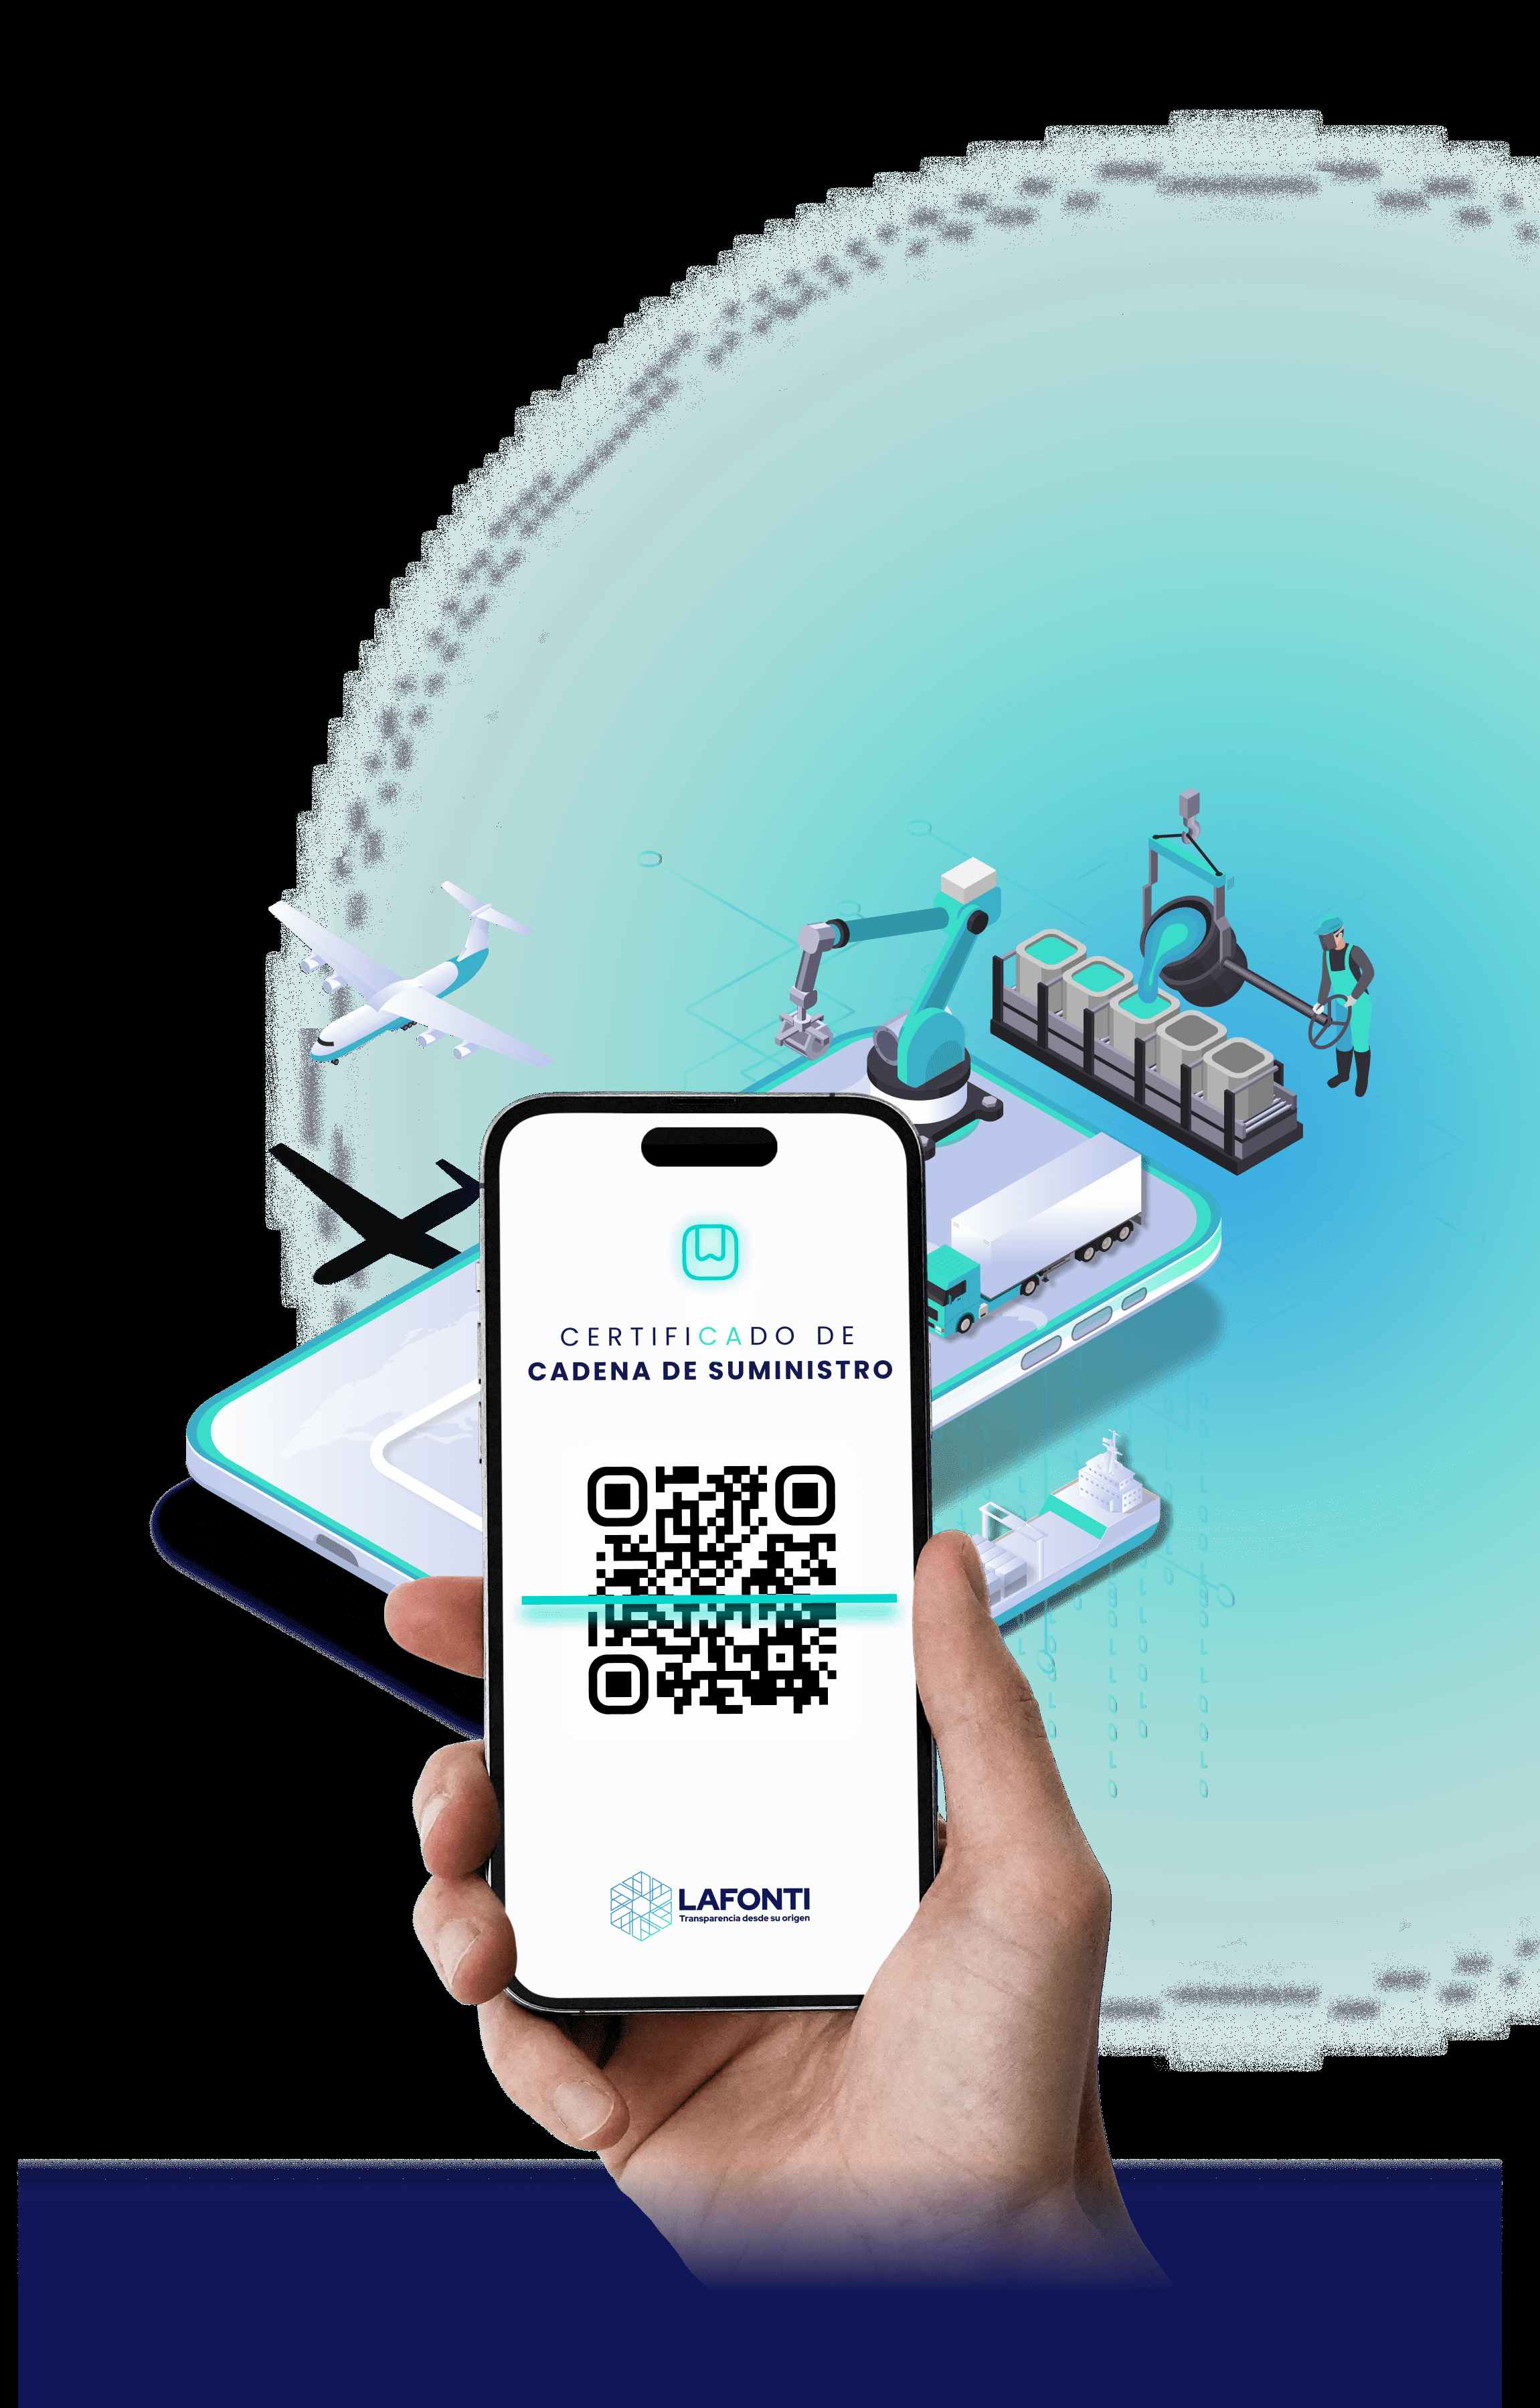 CERTIFICADO DE
CADENA DE SUMINISTRO
LAFONTI
Transparencia desde su origen